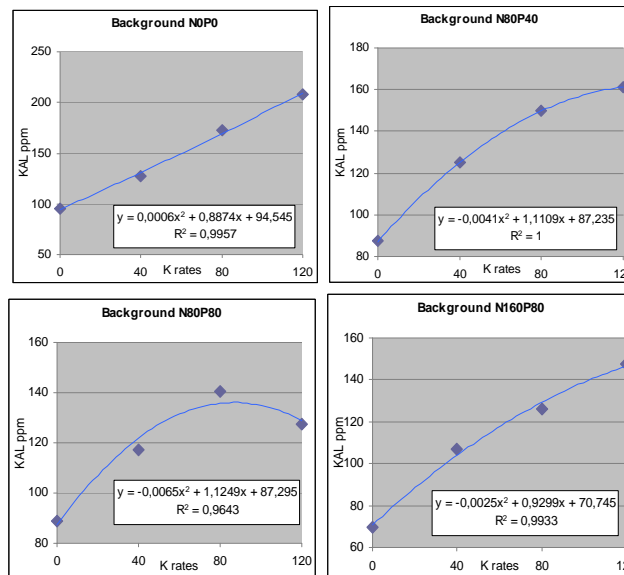 Background N0P0
250
200
150
100
50
KAL ppm
y = 0,0006x² + 0,8874x + 94,545
R² = 0,9957
0 40 80 120
K rates
Background N80P40
180
160
140
120
100
80
KAL ppm
y = -0,0041x² + 1,1109x + 87,235
R² = 1
0 40 80 120
K rates
Background N80P80
160
140
120
100
80
KAL ppm
y = -0,0065x² + 1,1249x + 87,295
R² = 0,9643
0 40 80 120
K rates
Background N160P80
160
140
120
100
80
60
KAL ppm
y = -0,0025x² + 0,9299x + 70,745
R² = 0,9933
0 40 80 120
K rates